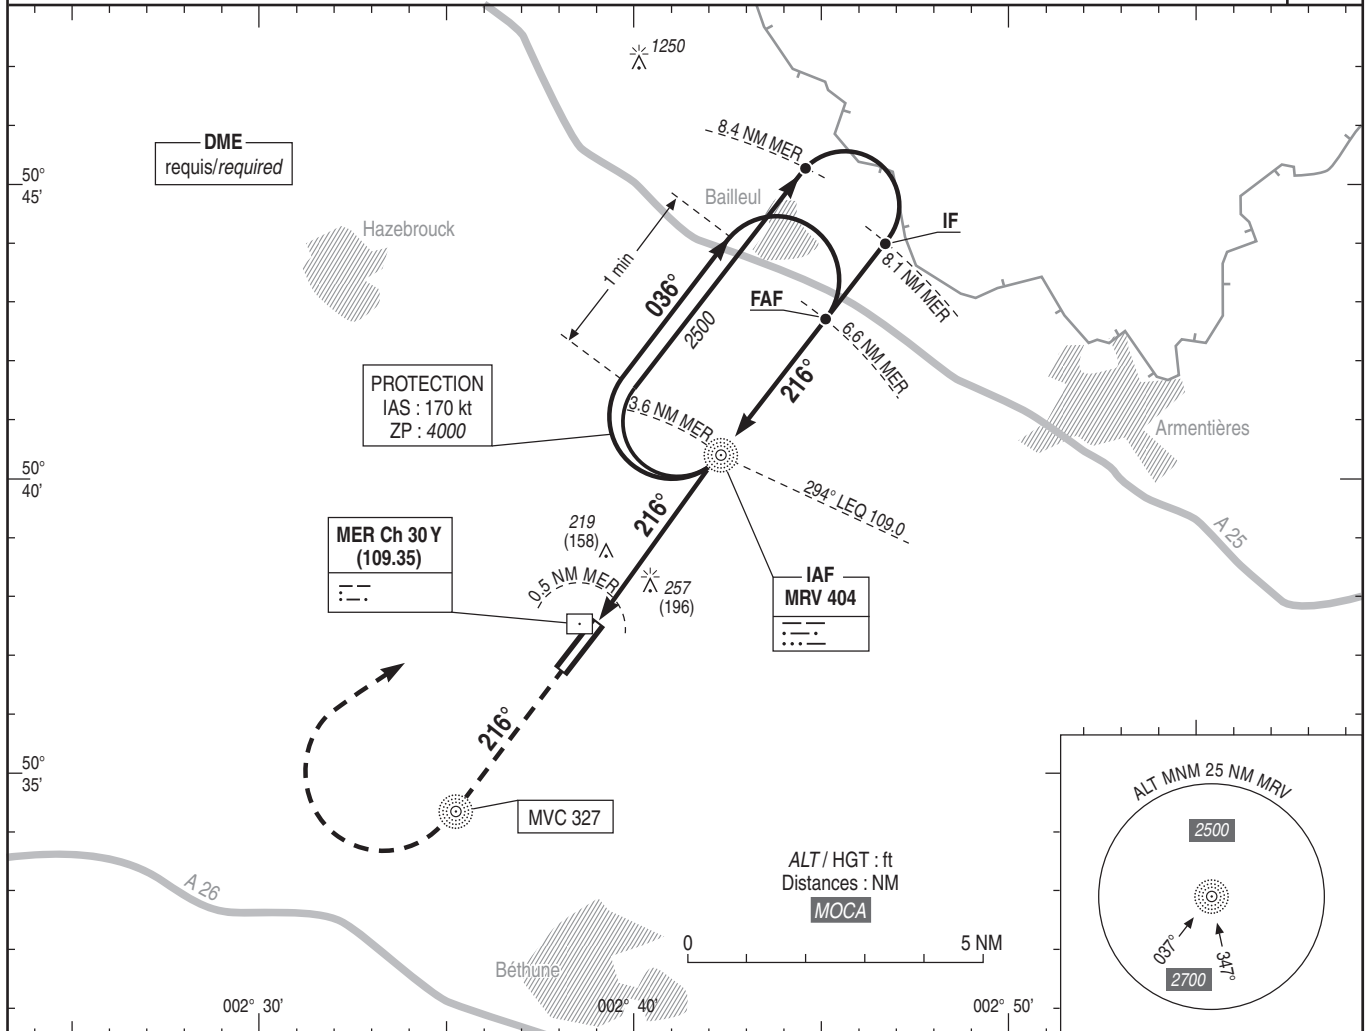 1250
DME
requis/required
8.4 NM MER
50°
45'
Bailleul
Hazebrouck
IF
1 min
8.1 NM MER
036°
FAF
2500
6.6 NM MER
PROTECTION
IAS : 170 kt
ZP : 4000
216°
3.6 NM MER
Armentières
50°
40'
294° LEQ 109.0
216°
MER Ch 30 Y
(109.35)
219
(158)
A 25
0.5 NM MER
257
(196)
IAF
MRV 404
216°
50°
35'
MVC 327
ALT MNM 25 NM MRV
2500
ALT / HGT : ft
Distances : NM
MOCA
A 26
0
5 NM
037°
347°
2700
Béthune
002° 30'
002° 40'
002° 50'